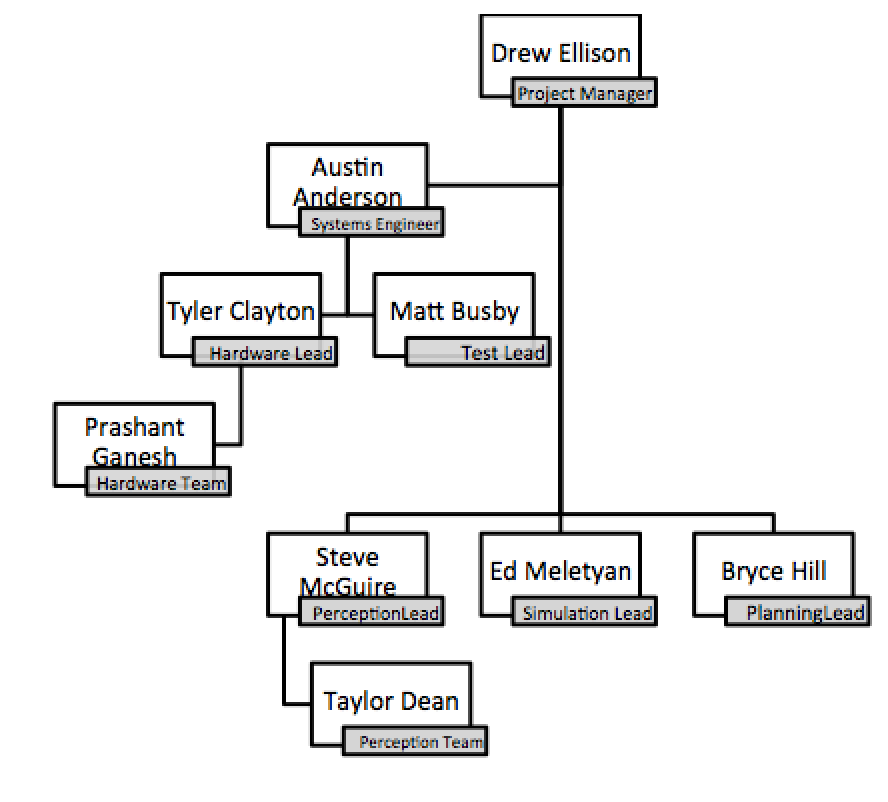 Drew Ellison
Project Manager
Austin
Anderson
Systems Engineer
Tyler Clayton
Hardware Lead
Matt Busby
Test Lead
Prashant
Ganesh
Hardware Team
Steve
McGuire
PerceptionLead
Ed Meletyan
Simulation Lead
Bryce Hill
PlanningLead
Taylor Dean
Perception Team